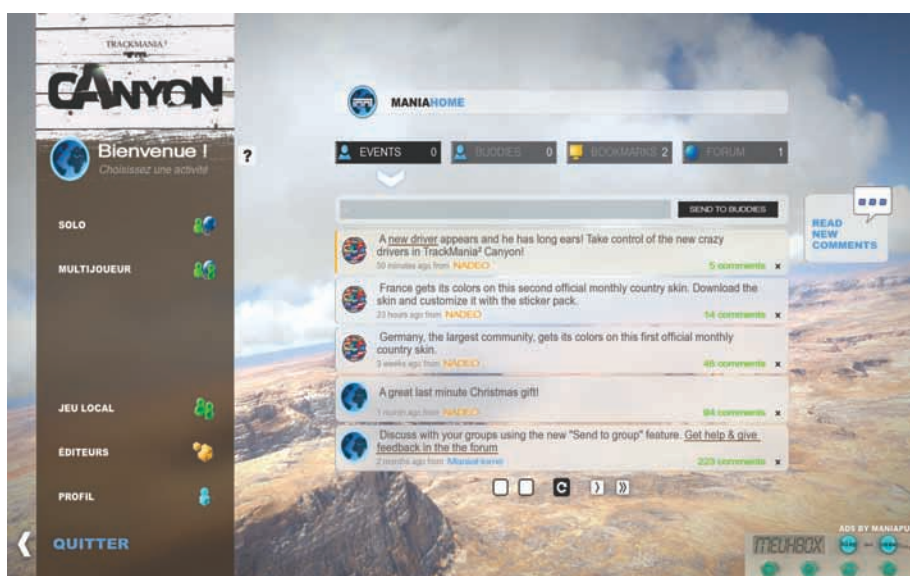 TRACKMANIA²
CANYON
Bienvenue !
Choisissez une activité
?
SOLO
MULTIJOUEUR
JEU LOCAL
ÉDITEURS
PROFIL
QUITTER
MANIAHOME
EVENTS 0
BUDDIES 0
BOOKMARKS 2
FORUM 1
SEND TO BUDDIES
READ
NEW
COMMENTS
A new driver appears and he has long ears! Take control of the new crazy
drivers in TrackMania² Canyon!
50 minutes ago from NADEO 5 comments x
France gets its colors on this second official monthly country skin. Download the
skin and customize it with the sticker pack.
23 hours ago from NADEO 14 comments x
Germany, the largest community, gets its colors on this first official monthly
country skin.
3 weeks ago from NADEO 46 comments x
A great last minute Christmas gift!
1 month ago from NADEO 94 comments x
Discuss with your groups using the new "Send to group" feature. Get help & give
feedback in the the forum
2 months ago from ManiaHome 223 comments x
ADS BY MANIAPU
MEUHBOX